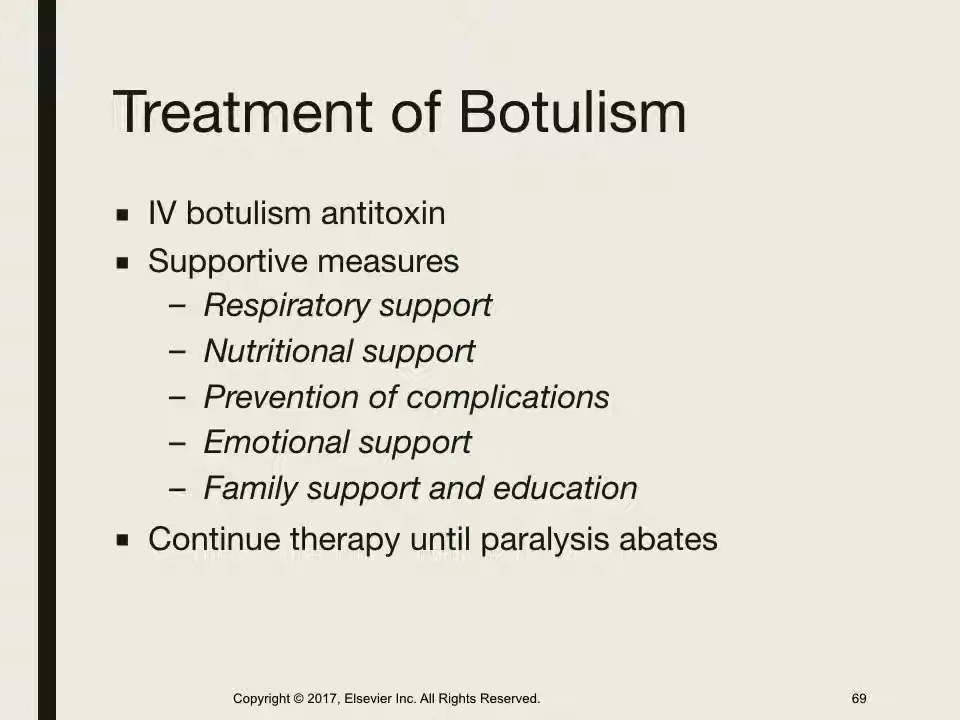 Treatment of Botulism
▪ IV botulism antitoxin
▪ Supportive measures
– Respiratory support
– Nutritional support
– Prevention of complications
– Emotional support
– Family support and education
▪ Continue therapy until paralysis abates
Copyright © 2017, Elsevier Inc. All Rights Reserved.
69